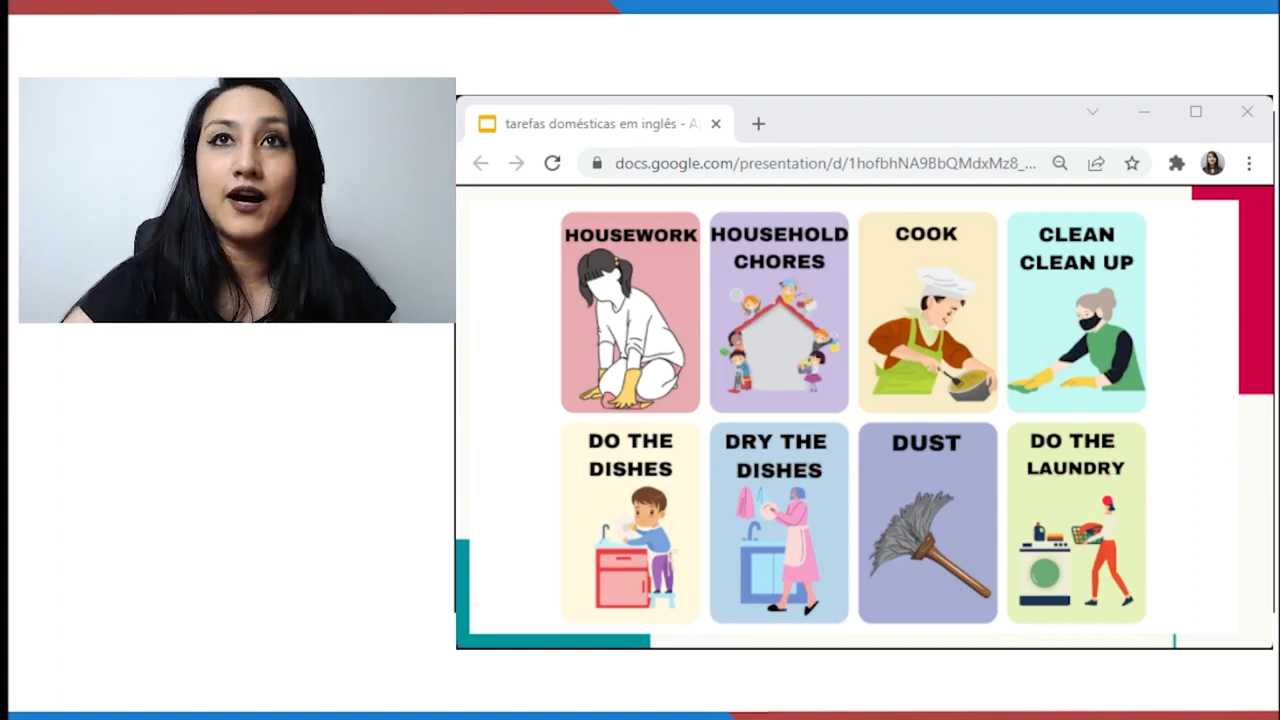 tarefas domésticas em inglês - A
docs.google.com/presentation/d/1hofbhNA9BbQMdxMz8_...
HOUSEWORK
HOUSEHOLD
CHORES
COOK
CLEAN
CLEAN UP
DO THE
DISHES
DRY THE
DISHES
DUST
DO THE
LAUNDRY